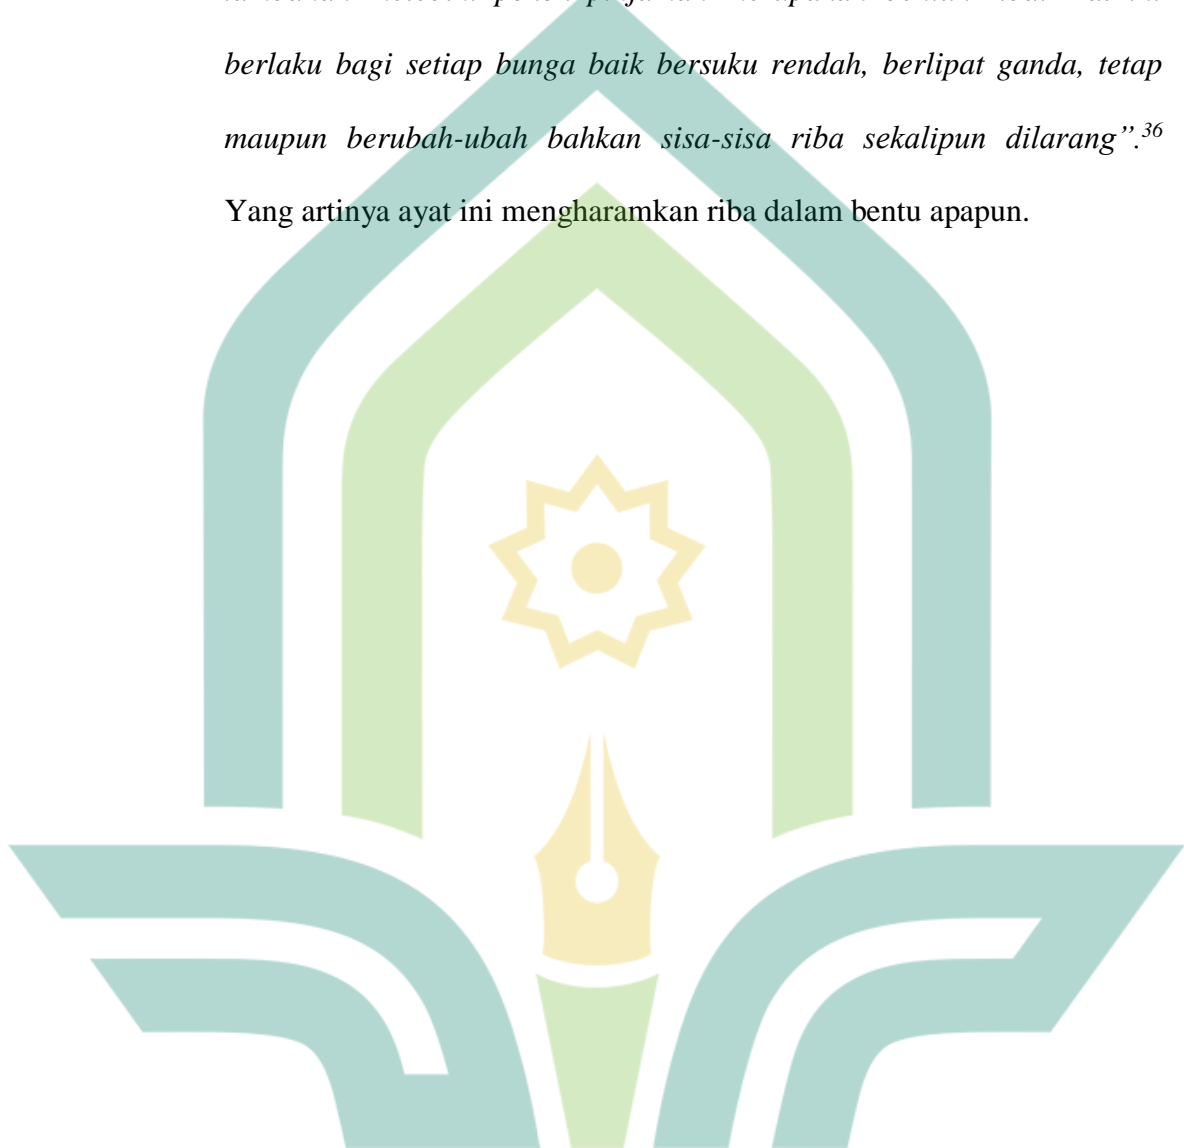 berlaku bagi setiap bunga baik bersuku rendah, berlipat ganda, tetap
maupun berubah-ubah bahkan sisa-sisa riba sekalipun dilarang”.36
Yang artinya ayat ini mengharamkan riba dalam bentu apapun.